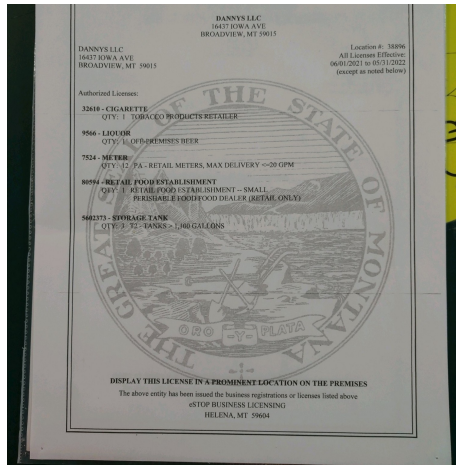 DANNYS LLC
16437 IOWA AVE
BROADVIEW, MT 59015
DANNYS LLC
16437 IOWA AVE
BROADVIEW, MT 59015
Location #: 38896
All Licenses Effective:
06/01/2021 to 05/31/2022
(except as noted below)
Authorized Licenses:
32610 - CIGARETTE
QTY: 1 TOBACCO PRODUCTS RETAILER
9566 - LIQUOR
QTY: 1 OFF-PREMISES BEER
7524 - METER
QTY: 12 PA - RETAIL METERS, MAX DELIVERY <=20 GPM
80594 - RETAIL FOOD ESTABLISHMENT
QTY: 1 RETAIL FOOD ESTABLISHMENT -- SMALL
PERISHABLE FOOD/FOOD DEALER (RETAIL ONLY)
5602373 - STORAGE TANK
QTY: 3 T2 - TANKS > 1,100 GALLONS
THE GREAT SEAL OF THE STATE OF MONTANA
ORO Y PLATA
DISPLAY THIS LICENSE IN A PROMINENT LOCATION ON THE PREMISES
The above entity has been issued the business registrations or licenses listed above
eSTOP BUSINESS LICENSING
HELENA, MT 59604